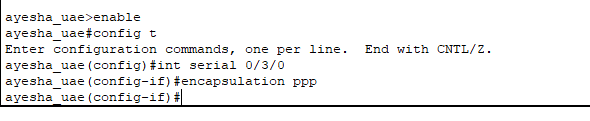 ayesha_uae>enable
ayesha_uae#config t
Enter configuration commands, one per line.  End with CNTL/Z.
ayesha_uae(config)#int serial 0/3/0
ayesha_uae(config-if)#encapsulation ppp
ayesha_uae(config-if)#